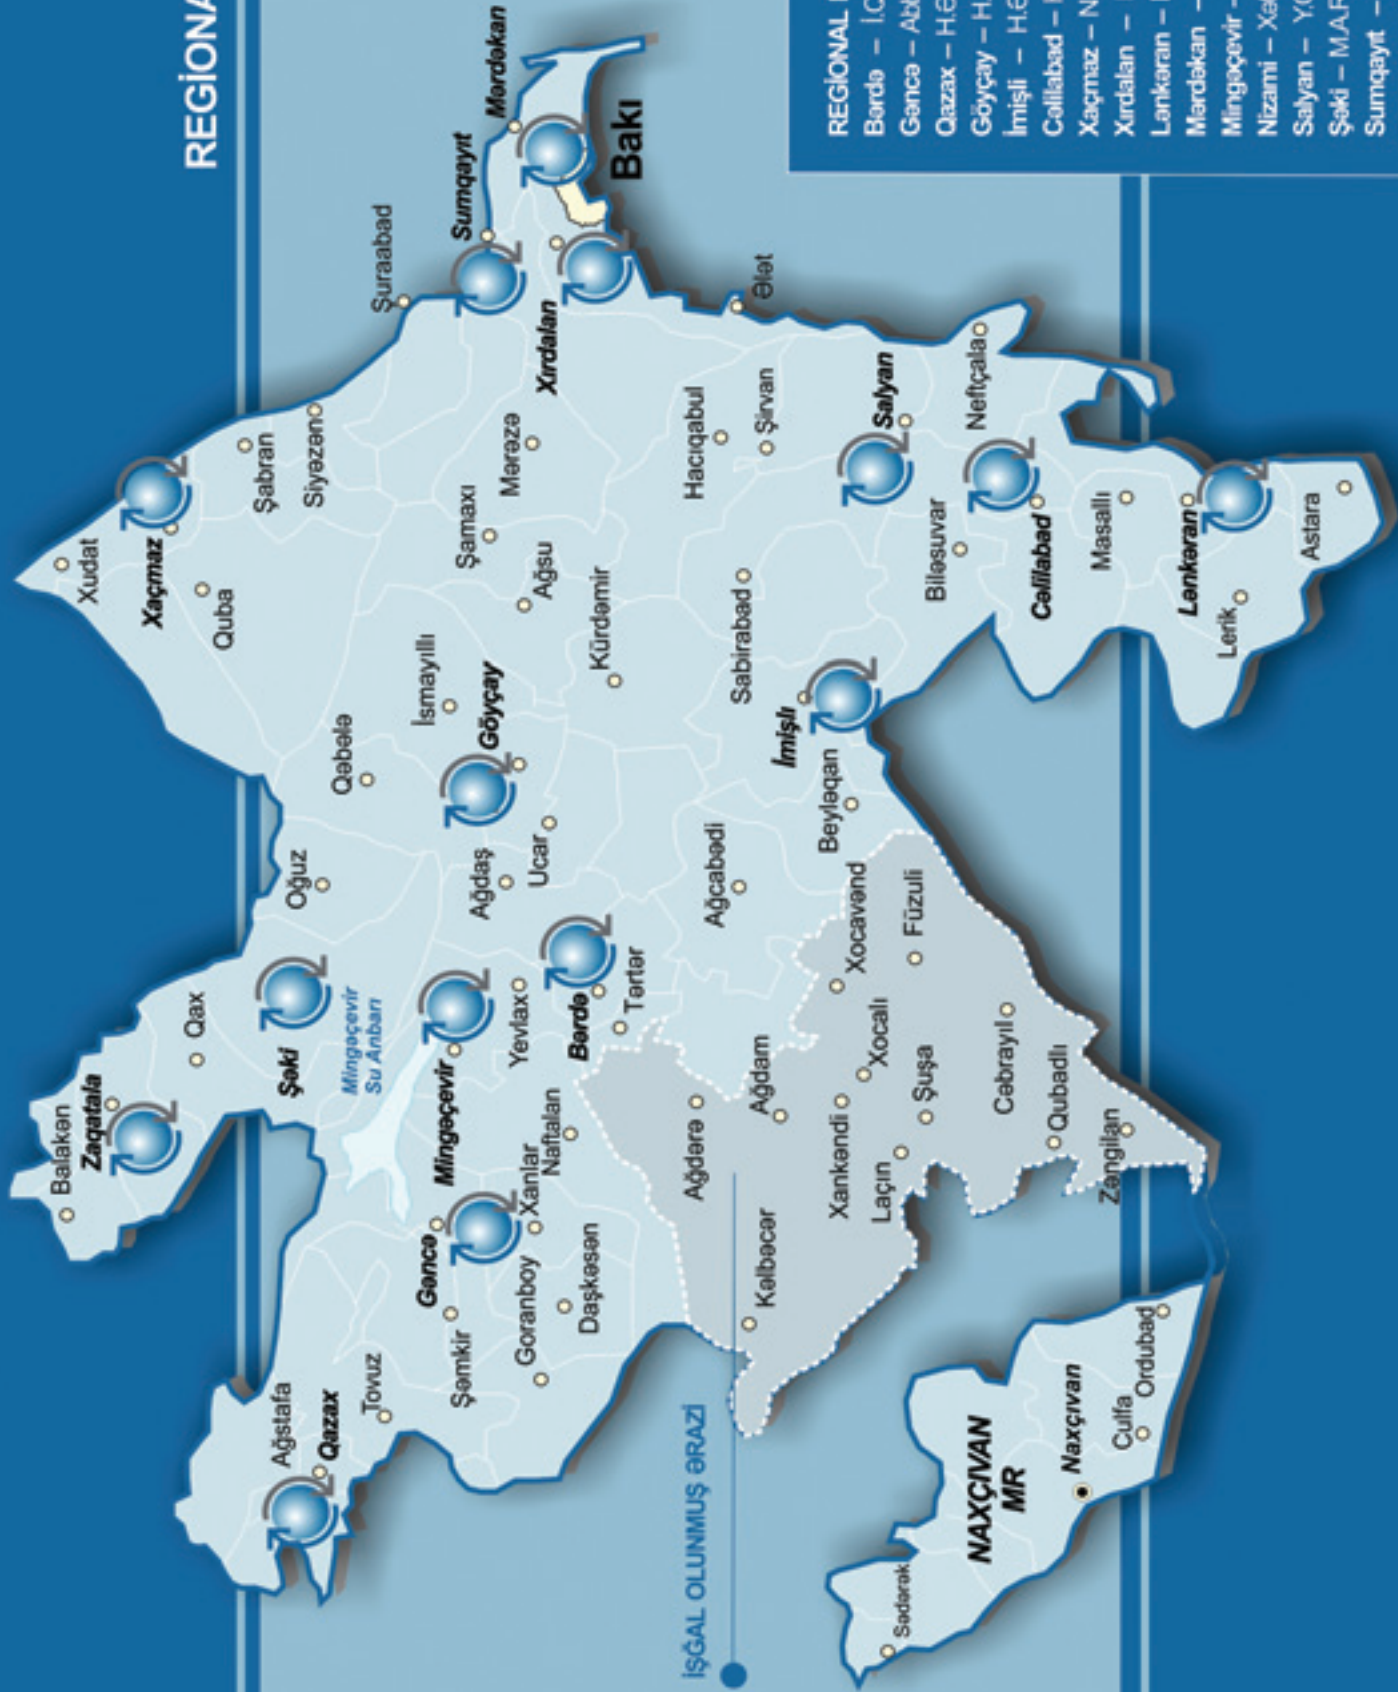 REGİONA
Balakən
Zaqatala
Qax
Şəki
Mingəçevir
Su Anbarı
Oğuz
Qəbələ
Xudat
Xaçmaz
Quba
Şabran
Siyəzən
Şuraabad
Sumqayıt
Mərdəkan
Bakı
Xırdalan
Ələt
Ağstafa
Qazax
Tovuz
Şəmkir
Gəncə
Goranboy
Xanlar
Daşkəsən
Naftalan
Mingəçevir
Yevlax
Bərdə
Tərtər
Ağdaş
Ucar
Göyçay
İsmayıllı
Şamaxı
Ağsu
Mərəzə
Kürdəmir
Hacıqabul
Şirvan
Sabirabad
Salyan
Neftçala
Biləsuvar
Cəlilabad
Masallı
Lənkəran
Lerik
Astara
İmişli
Beyləqan
Ağcabədi
Xocavənd
Füzuli
Ağdərə
Ağdam
Kəlbəcər
Xankəndi
Xocalı
Laçın
Şuşa
Cəbrayıl
Qubadlı
Zəngilan
İŞĞAL OLUNMUŞ ƏRAZİ
NAXÇIVAN
MR
Naxçıvan
Sədərək
Culfa
Ordubad
REGİONAL
Bərdə – İ.Q
Gəncə – Abb
Qazax – H.Ə
Göyçay – H.
İmişli – H.Ə
Cəlilabad –
Xaçmaz – N
Xırdalan –
Lənkəran –
Mərdəkan –
Mingəçevir –
Nizami – Xə
Salyan – Y.Q
Şəki – M.Ə.R
Sumqayıt –